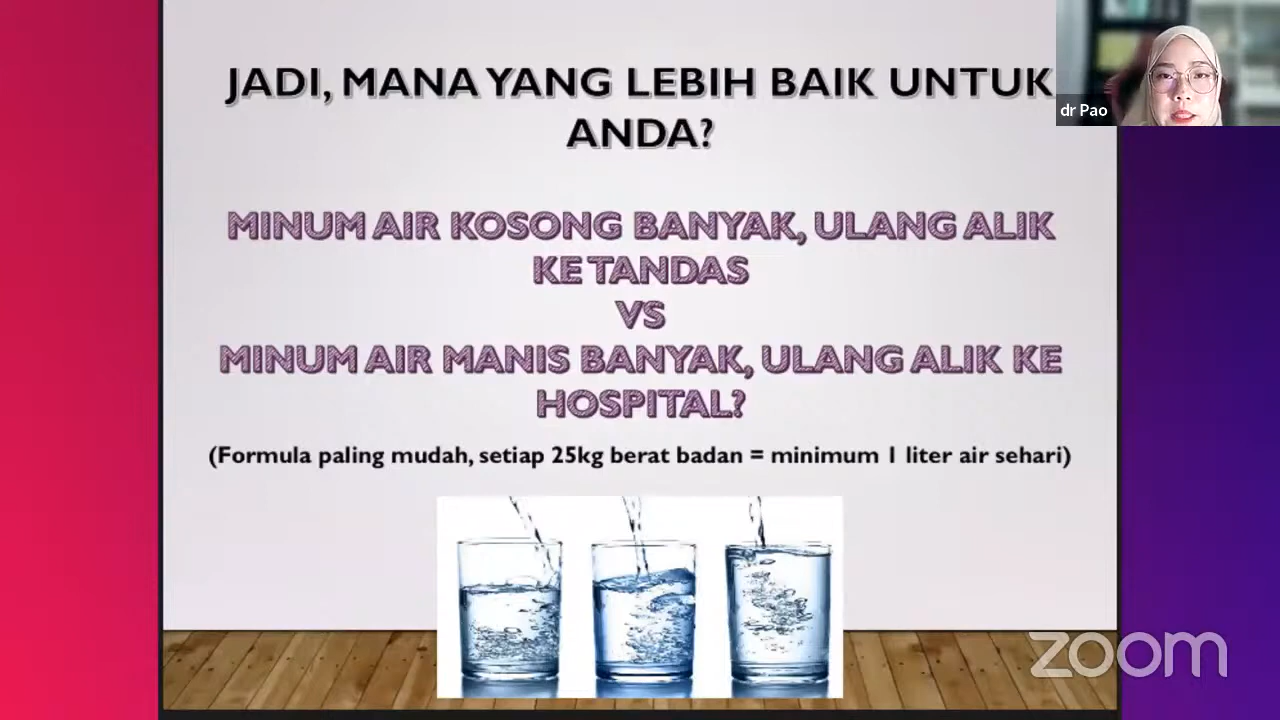 JADI, MANA YANG LEBIH BAIK UNTUK
ANDA?
dr Pao
MINUM AIR KOSONG BANYAK, ULANG ALIK
KE TANDAS
VS
MINUM AIR MANIS BANYAK, ULANG ALIK KE
HOSPITAL?
(Formula paling mudah, setiap 25kg berat badan = minimum 1 liter air sehari)
zoom